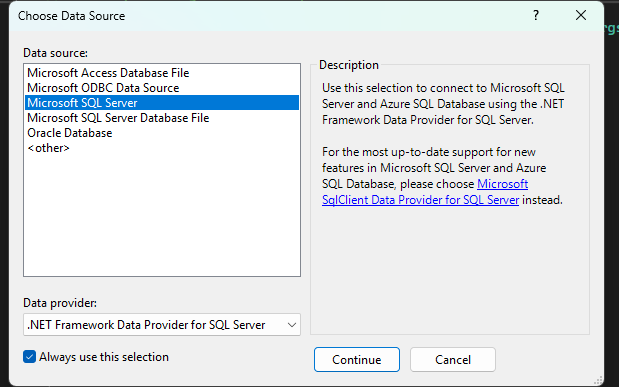 Choose Data Source
?
rgs
Data source:
Microsoft Access Database File
Microsoft ODBC Data Source
Microsoft SQL Server
Microsoft SQL Server Database File
Oracle Database
<other>
Description
Use this selection to connect to Microsoft SQL
Server and Azure SQL Database using the .NET
Framework Data Provider for SQL Server.
For the most up-to-date support for new
features in Microsoft SQL Server and Azure
SQL Database, please choose Microsoft
SqlClient Data Provider for SQL Server instead.
Data provider:
.NET Framework Data Provider for SQL Server
Always use this selection
Continue
Cancel